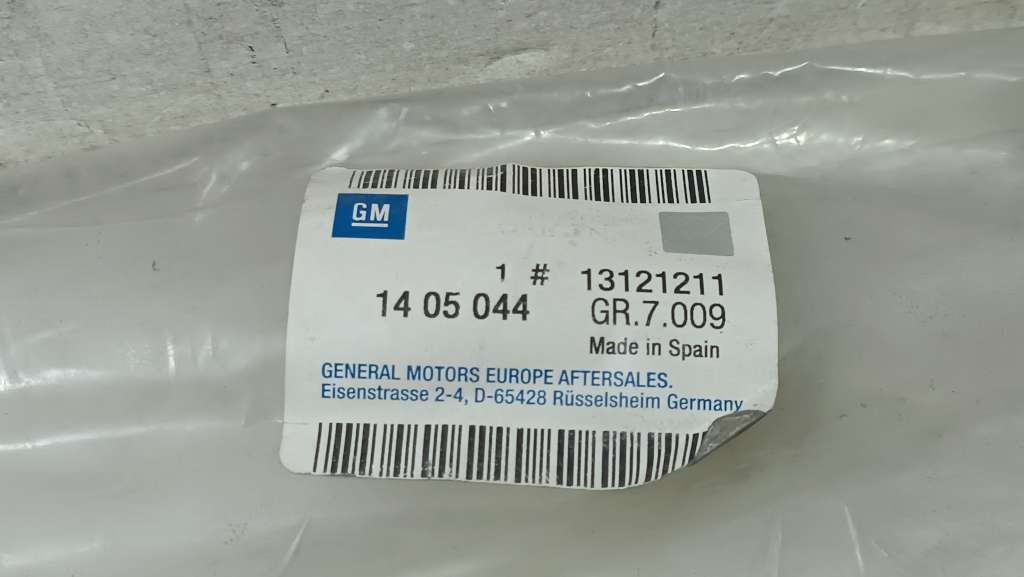 GM
1 # 13121211
14 05 044 GR.7.009
Made in Spain
GENERAL MOTORS EUROPE AFTERSALES.
Eisenstrasse 2-4, D-65428 Rüsselsheim Germany